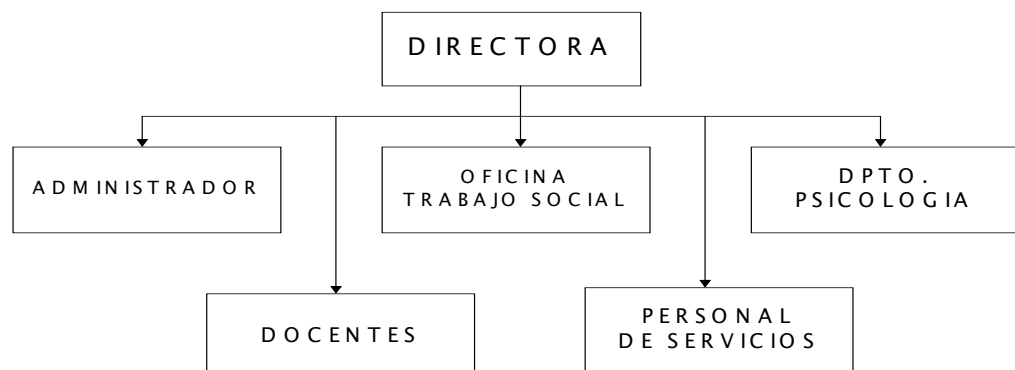 DIRECTORA
ADMINISTRADOR
OFICINA
TRABAJO SOCIAL
DPTO.
PSICOLOGIA
DOCENTES
PERSONAL
DE SERVICIOS